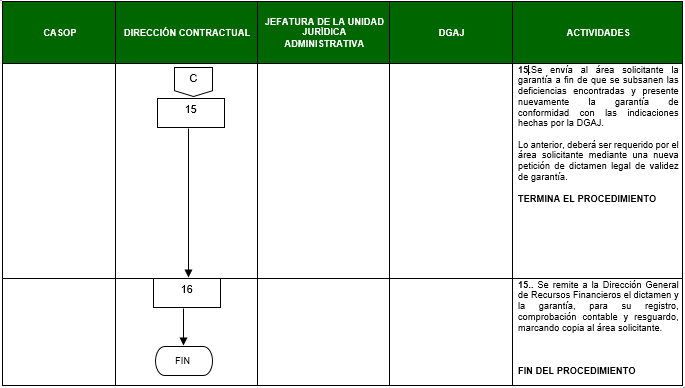 CASOP
DIRECCIÓN CONTRACTUAL
JEFATURA DE LA UNIDAD
JURÍDICA
ADMINISTRATIVA
DGAJ
ACTIVIDADES
C
15
15.Se envía al área solicitante la
garantía a fin de que se subsanen las
deficiencias encontradas y presente
nuevamente la garantía de
conformidad con las indicaciones
hechas por la DGAJ.
Lo anterior, deberá ser requerido por el
área solicitante mediante una nueva
petición de dictamen legal de validez
de garantía.
TERMINA EL PROCEDIMIENTO
16
FIN
15.. Se remite a la Dirección General
de Recursos Financieros el dictamen y
la garantía, para su registro,
comprobación contable y resguardo,
marcando copia al área solicitante.
FIN DEL PROCEDIMIENTO